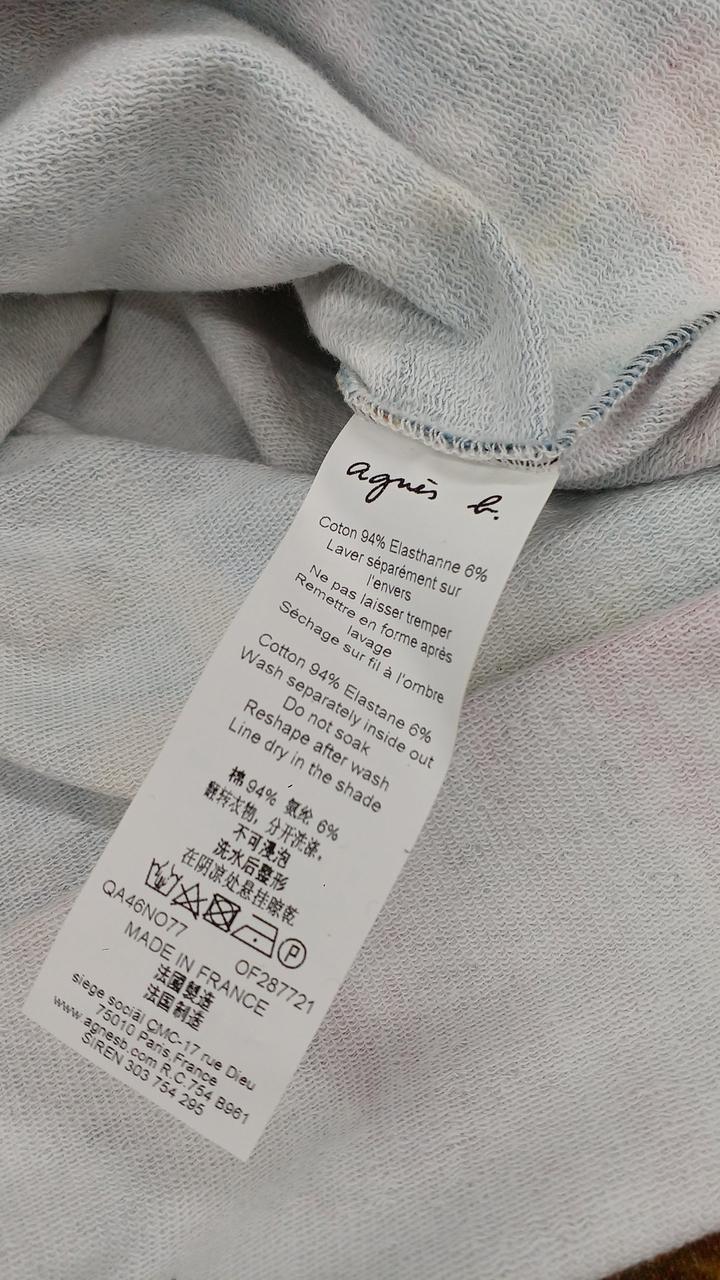 agnès b.
Coton 94% Elasthanne 6%
Laver séparément sur
l'envers
Ne pas laisser tremper
Remettre en forme après
lavage
Séchage sur fil à l'ombre
Cotton 94% Elastane 6%
Wash separately inside out
Do not soak
Reshape after wash
Line dry in the shade
棉 94% 氨纶 6%
翻转衣物，分开洗涤。
不可浸泡
洗水后整形
在阴凉处悬挂晾乾
P
QA46NO77 OF287721
MADE IN FRANCE
法國製造
法国制造
siege social CMC-17 rue Dieu
75010 Paris,France
www.agnesb.com R.C.754 B961
SIREN 303 754 295